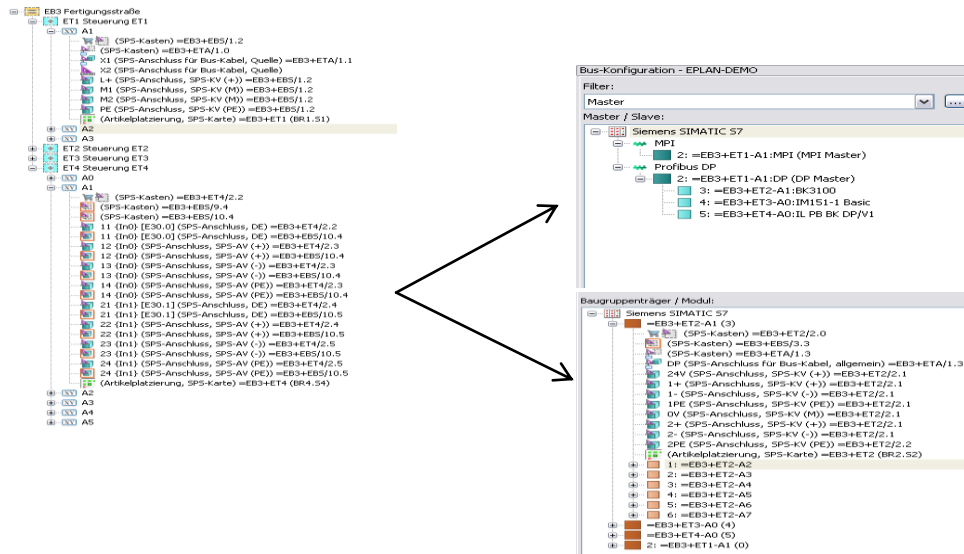 EB3 Fertigungsstraße
ET1 Steuerung ET1
A1
(SPS-Kasten) =EB3+EBS/1.2
(SPS-Kasten) =EB3+ETA/1.0
X1 (SPS-Anschluss für Bus-Kabel, Quelle) =EB3+ETA/1.1
X2 (SPS-Anschluss für Bus-Kabel, Quelle)
L+ (SPS-Anschluss, SPS-KV (+)) =EB3+EBS/1.2
M1 (SPS-Anschluss, SPS-KV (M)) =EB3+EBS/1.2
M2 (SPS-Anschluss, SPS-KV (M)) =EB3+EBS/1.2
PE (SPS-Anschluss, SPS-KV (PE)) =EB3+EBS/1.2
(Artikelplatzierung, SPS-Karte) =EB3+ET1 (BR1.S1)
A2
A3
ET2 Steuerung ET2
ET3 Steuerung ET3
ET4 Steuerung ET4
A0
A1
(SPS-Kasten) =EB3+ET4/2.2
(SPS-Kasten) =EB3+EBS/9.4
(SPS-Kasten) =EB3+EBS/10.4
11 {In0} [E30.0] (SPS-Anschluss, DE) =EB3+ET4/2.2
11 {In0} [E30.0] (SPS-Anschluss, DE) =EB3+EBS/10.4
12 {In0} (SPS-Anschluss, SPS-AV (+)) =EB3+ET4/2.3
12 {In0} (SPS-Anschluss, SPS-AV (+)) =EB3+EBS/10.4
13 {In0} (SPS-Anschluss, SPS-AV (-)) =EB3+ET4/2.3
13 {In0} (SPS-Anschluss, SPS-AV (-)) =EB3+EBS/10.4
14 {In0} (SPS-Anschluss, SPS-AV (PE)) =EB3+ET4/2.3
14 {In0} (SPS-Anschluss, SPS-AV (PE)) =EB3+EBS/10.4
21 {In1} [E30.1] (SPS-Anschluss, DE) =EB3+ET4/2.4
21 {In1} [E30.1] (SPS-Anschluss, DE) =EB3+EBS/10.5
22 {In1} (SPS-Anschluss, SPS-AV (+)) =EB3+ET4/2.4
22 {In1} (SPS-Anschluss, SPS-AV (+)) =EB3+EBS/10.5
23 {In1} (SPS-Anschluss, SPS-AV (-)) =EB3+ET4/2.5
23 {In1} (SPS-Anschluss, SPS-AV (-)) =EB3+EBS/10.5
24 {In1} (SPS-Anschluss, SPS-AV (PE)) =EB3+ET4/2.5
24 {In1} (SPS-Anschluss, SPS-AV (PE)) =EB3+EBS/10.5
(Artikelplatzierung, SPS-Karte) =EB3+ET4 (BR4.S4)
A2
A3
A4
A5
Bus-Konfiguration - EPLAN-DEMO
Filter:
Master
...
Master / Slave:
Siemens SIMATIC S7
MPI
2: =EB3+ET1-A1:MPI (MPI Master)
Profibus DP
2: =EB3+ET1-A1:DP (DP Master)
3: =EB3+ET2-A1:BK3100
4: =EB3+ET3-A0:IM151-1 Basic
5: =EB3+ET4-A0:IL PB BK DP/V1
Baugruppenträger / Modul:
Siemens SIMATIC S7
=EB3+ET2-A1 (3)
(SPS-Kasten) =EB3+ET2/2.0
(SPS-Kasten) =EB3+EBS/3.3
(SPS-Kasten) =EB3+ETA/1.3
DP (SPS-Anschluss für Bus-Kabel, allgemein) =EB3+ETA/1.3
24V (SPS-Anschluss, SPS-KV (+)) =EB3+ET2/2.1
1+ (SPS-Anschluss, SPS-KV (+)) =EB3+ET2/2.1
1- (SPS-Anschluss, SPS-KV (-)) =EB3+ET2/2.1
1PE (SPS-Anschluss, SPS-KV (PE)) =EB3+ET2/2.1
0V (SPS-Anschluss, SPS-KV (M)) =EB3+ET2/2.1
2+ (SPS-Anschluss, SPS-KV (+)) =EB3+ET2/2.1
2- (SPS-Anschluss, SPS-KV (-)) =EB3+ET2/2.1
2PE (SPS-Anschluss, SPS-KV (PE)) =EB3+ET2/2.2
(Artikelplatzierung, SPS-Karte) =EB3+ET2 (BR2.S2)
1: =EB3+ET2-A2
2: =EB3+ET2-A3
3: =EB3+ET2-A4
4: =EB3+ET2-A5
5: =EB3+ET2-A6
6: =EB3+ET2-A7
=EB3+ET3-A0 (4)
=EB3+ET4-A0 (5)
2: =EB3+ET1-A1 (0)